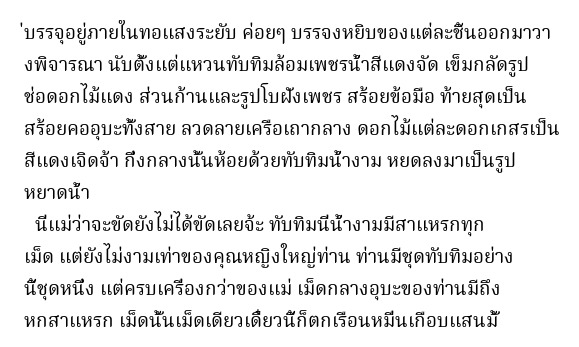 ่บรรจุอยู่ภายในทอแสงระยับ ค่อยๆ บรรจงหยิบของแต่ละชิ้นออกมาวา
งพิจารณา นับตั้งแต่แหวนทับทิมล้อมเพชรน้ำสีแดงจัด เข็มกลัดรูป
ช่อดอกไม้แดง ส่วนก้านและรูปโบฝังเพชร สร้อยข้อมือ ท้ายสุดเป็น
สร้อยคออุบะทั้งสาย ลวดลายเครือเถากลาง ดอกไม้แต่ละดอกเกสรเป็น
สีแดงเจิดจ้า กึ่งกลางนั้นห้อยด้วยทับทิมน้ำงาม หยดลงมาเป็นรูป
หยาดน้ำ
นี่แม่ว่าจะขัดยังไม่ได้ขัดเลยจ้ะ ทับทิมนี่น้ำงามมีสาแหรกทุก
เม็ด แต่ยังไม่งามเท่าของคุณหญิงใหญ่ท่าน ท่านมีชุดทับทิมอย่าง
นี้ชุดหนึ่ง แต่ครบเครื่องกว่าของแม่ เม็ดกลางอุบะของท่านมีถึง
หกสาแหรก เม็ดนั้นเม็ดเดียวเดี๋ยวนี้ก็ตกเรือนหมื่นเกือบแสนมั้